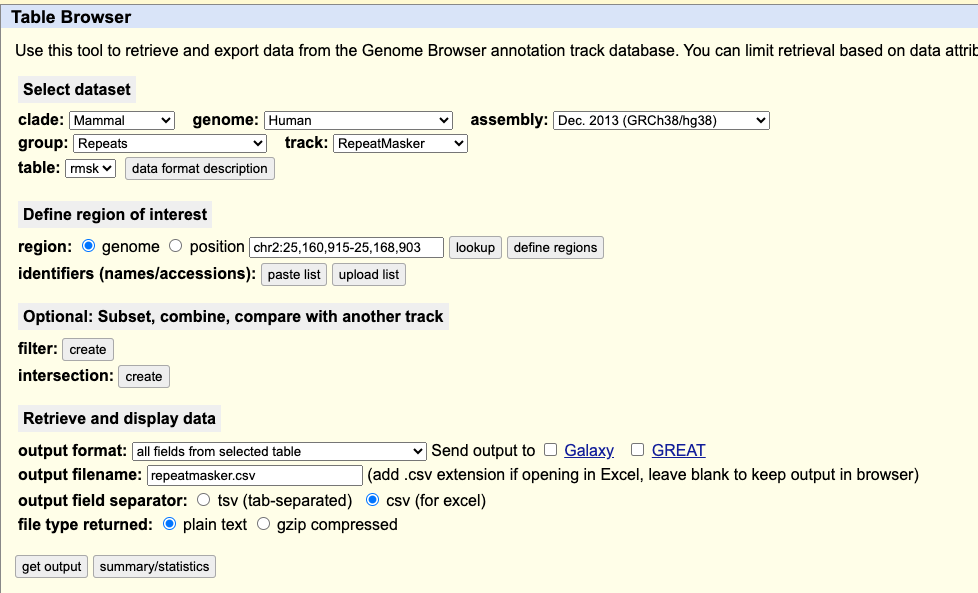 Table Browser
Use this tool to retrieve and export data from the Genome Browser annotation track database. You can limit retrieval based on data
Select dataset
clade: Mammal genome: Human assembly: Dec. 2013 (GRCh38/hg38)
group: Repeats track: RepeatMasker
table: rmsk data format description
Define region of interest
region: genome position chr2:25,160,915-25,168,903 lookup define regions
identifiers (names/accessions): paste list upload list
Optional: Subset, combine, compare with another track
filter: create
intersection: create
Retrieve and display data
output format: all fields from selected table Send output to Galaxy GREAT
output filename: repeatmasker.csv (add .csv extension if opening in Excel, leave blank to keep output in browser)
output field separator: tsv (tab-separated) csv (for excel)
file type returned: plain text gzip compressed
get output summary/statistics